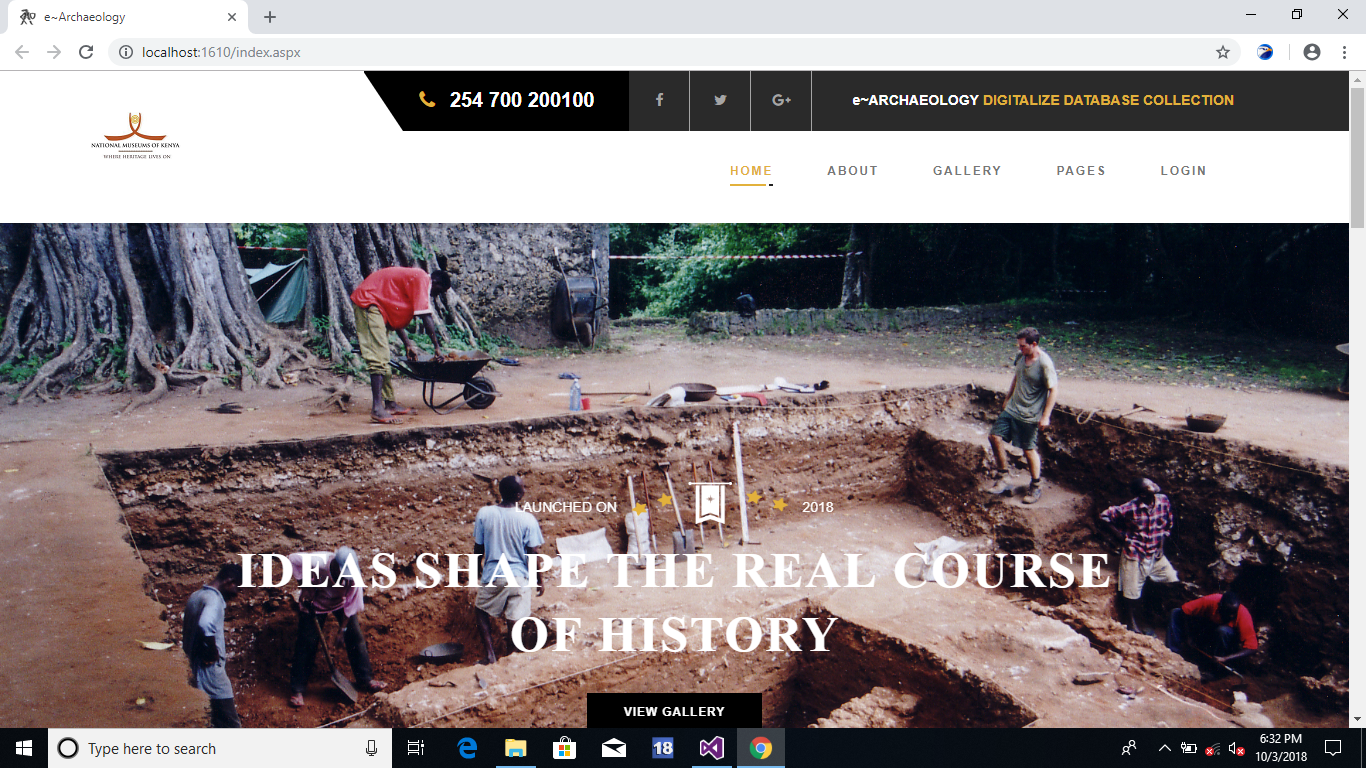 e~Archaeology
localhost:1610/index.aspx
254 700 200100
e~ARCHAEOLOGY DIGITALIZE DATABASE COLLECTION
NATIONAL MUSEUMS OF KENYA
WHERE HERITAGE LIVES ON
HOME ABOUT GALLERY PAGES LOGIN
LAUNCHED ON 2018
IDEAS SHAPE THE REAL COURSE
OF HISTORY
VIEW GALLERY
Type here to search
18
6:32 PM
10/3/2018